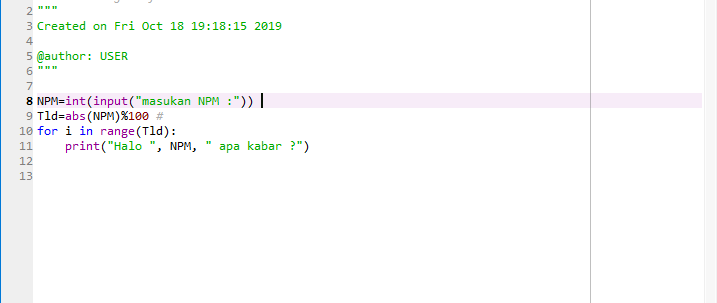 2 """
3 Created on Fri Oct 18 19:18:15 2019
4
5 @author: USER
6 """
7
8 NPM=int(input("masukan NPM :"))
9 Tld=abs(NPM)%100 #
10 for i in range(Tld):
11     print("Halo ", NPM, " apa kabar ?")
12
13